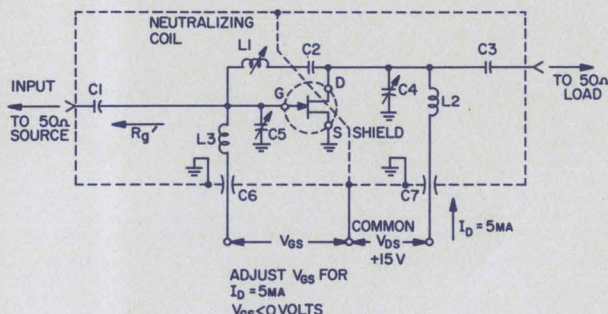 NEUTRALIZING
COIL
L1
C2
C3
INPUT
C1
TO 50Ω
SOURCE
Rg'
G
D
S
SHIELD
C4
L2
TO 50Ω
LOAD
L3
C5
C6
C7
VGS
COMMON
VDS
+15V
ID = 5MA
ADJUST VGS FOR
ID = 5MA
VGS<0 VOLTS